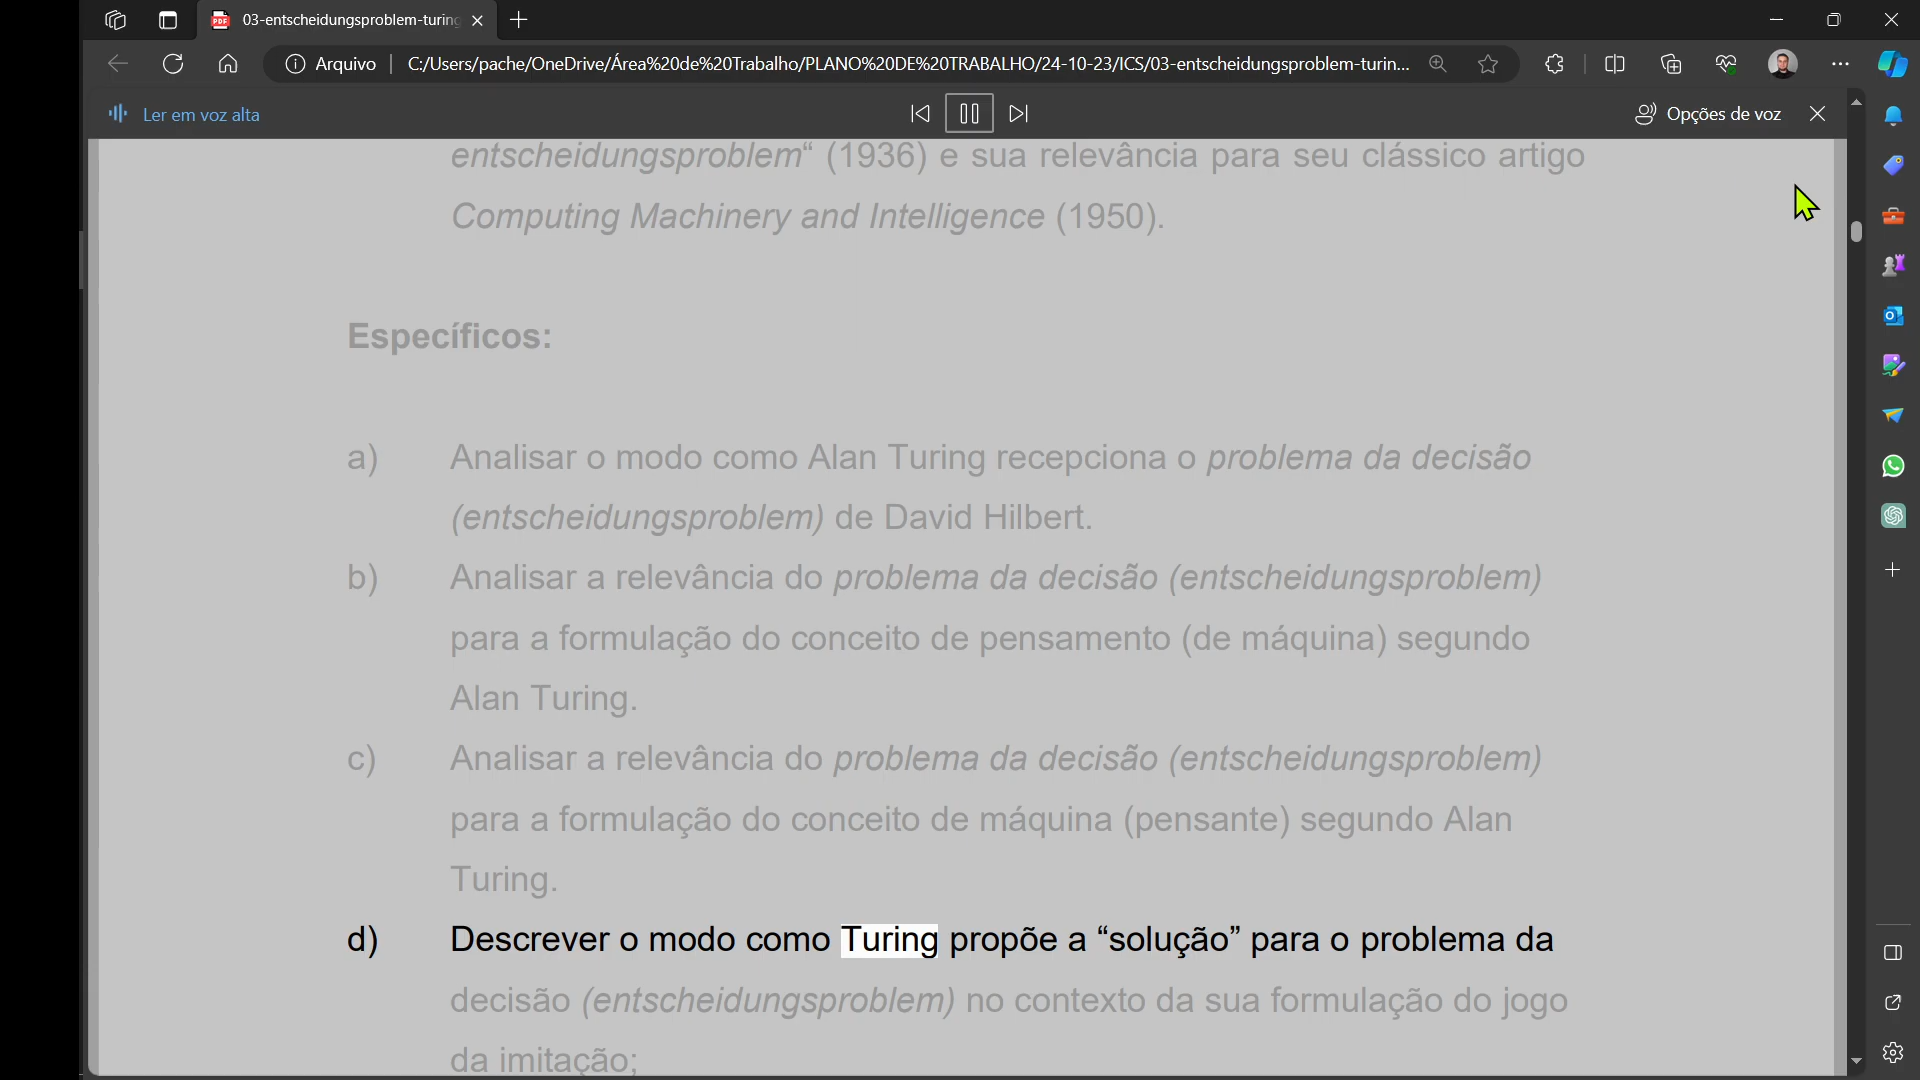 03-entscheidungsproblem-turing
Arquivo
C:/Users/pache/OneDrive/Área%20de%20Trabalho/PLANO%20DE%20TRABALHO/24-10-23/ICS/03-entscheidungsproblem-turin...
Ler em voz alta
Opções de voz
entscheidungsproblem“ (1936) e sua relevância para seu clássico artigo
Computing Machinery and Intelligence (1950).
Específicos:
a) Analisar o modo como Alan Turing recepciona o problema da decisão
(entscheidungsproblem) de David Hilbert.
b) Analisar a relevância do problema da decisão (entscheidungsproblem)
para a formulação do conceito de pensamento (de máquina) segundo
Alan Turing.
c) Analisar a relevância do problema da decisão (entscheidungsproblem)
para a formulação do conceito de máquina (pensante) segundo Alan
Turing.
d) Descrever o modo como Turing propõe a “solução” para o problema da
decisão (entscheidungsproblem) no contexto da sua formulação do jogo
da imitação;